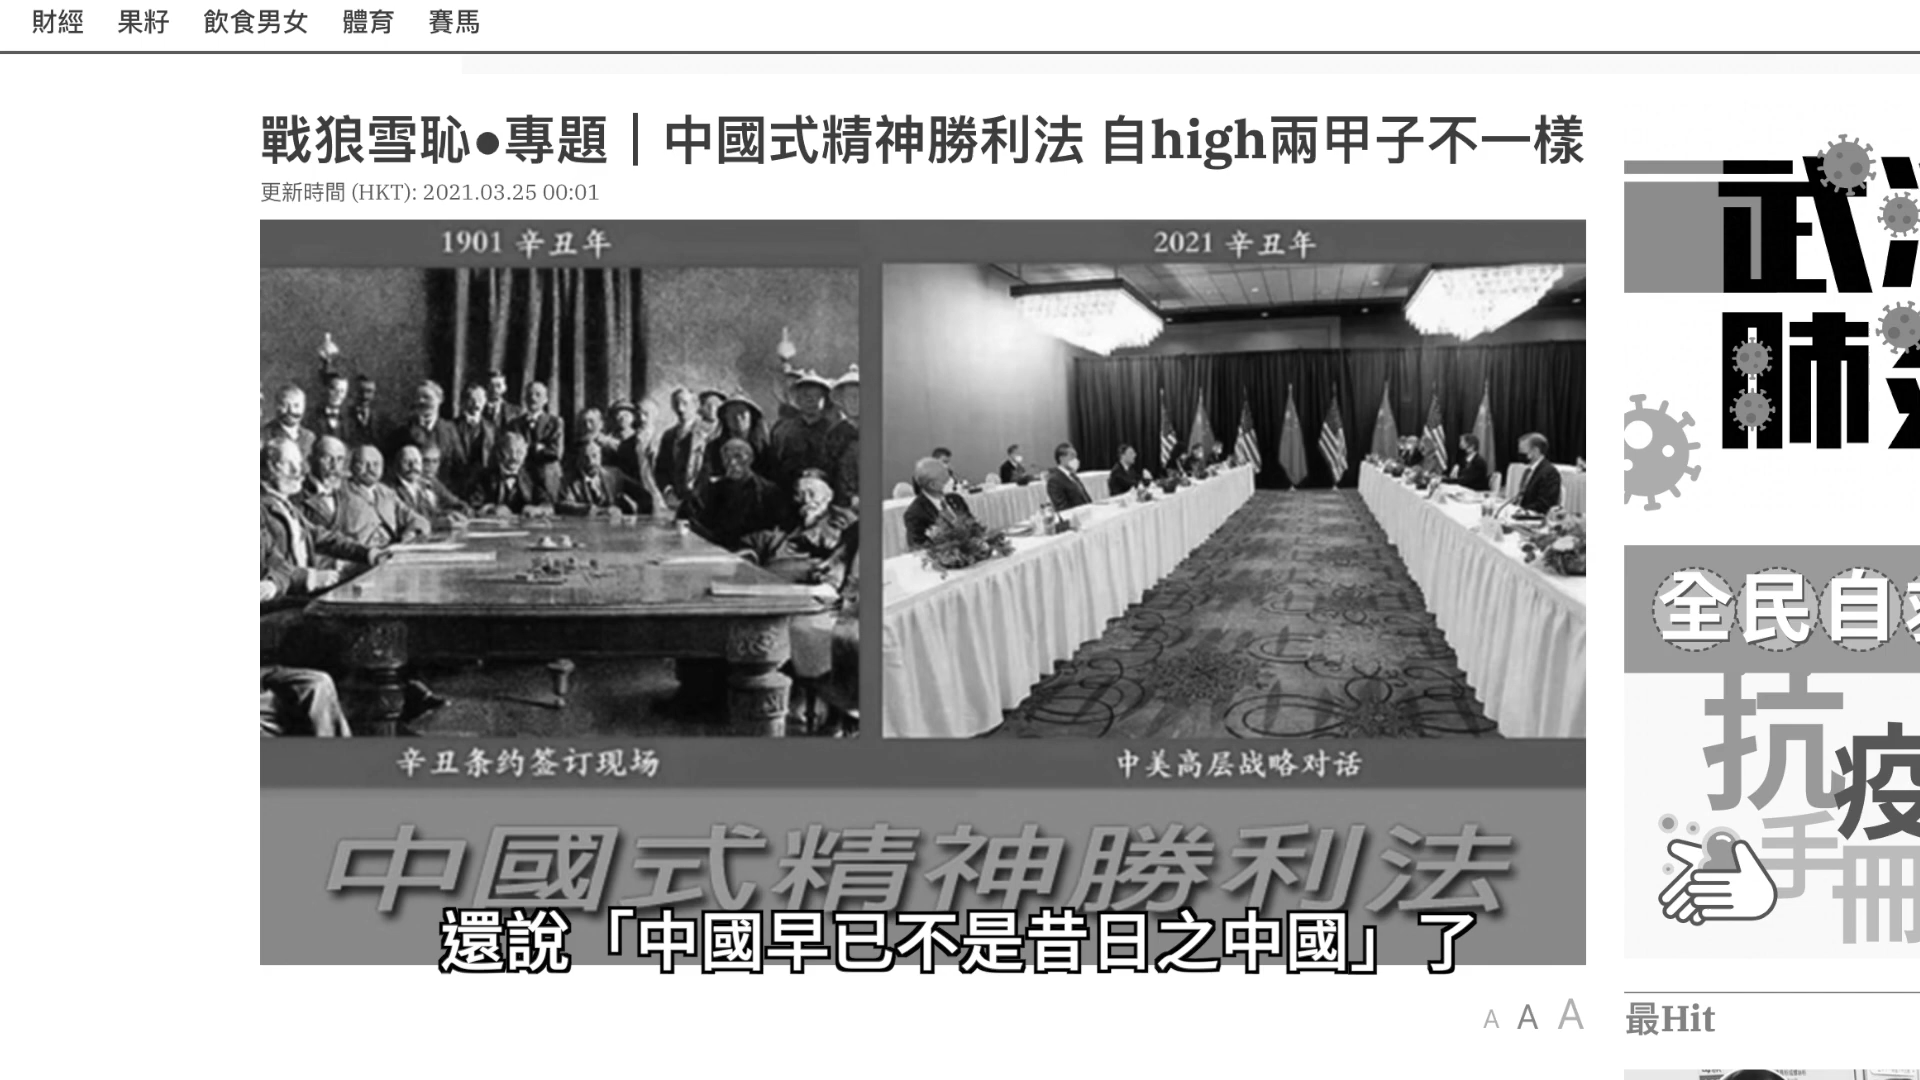 財經 果籽 飲食男女 體育 賽馬
戰狼雪恥●專題｜中國式精神勝利法 自high兩甲子不一樣
更新時間 (HKT): 2021.03.25 00:01
1901 辛丑年
2021 辛丑年
辛丑条约签订现场
中美高层战略对话
中國式精神勝利法
還說「中國早已不是昔日之中國」了
A A A
武
肺
全民自
抗
疫
手
冊
最Hit